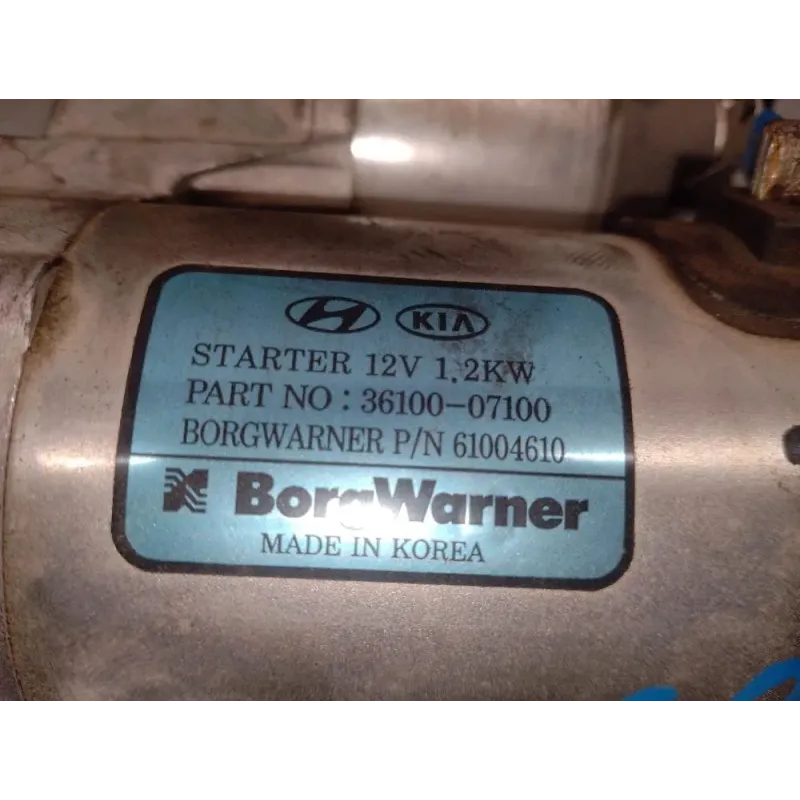 KIA
STARTER 12V 1.2KW
PART NO : 36100-07100
BORGWARNER P/N 61004610
BorgWarner
MADE IN KOREA